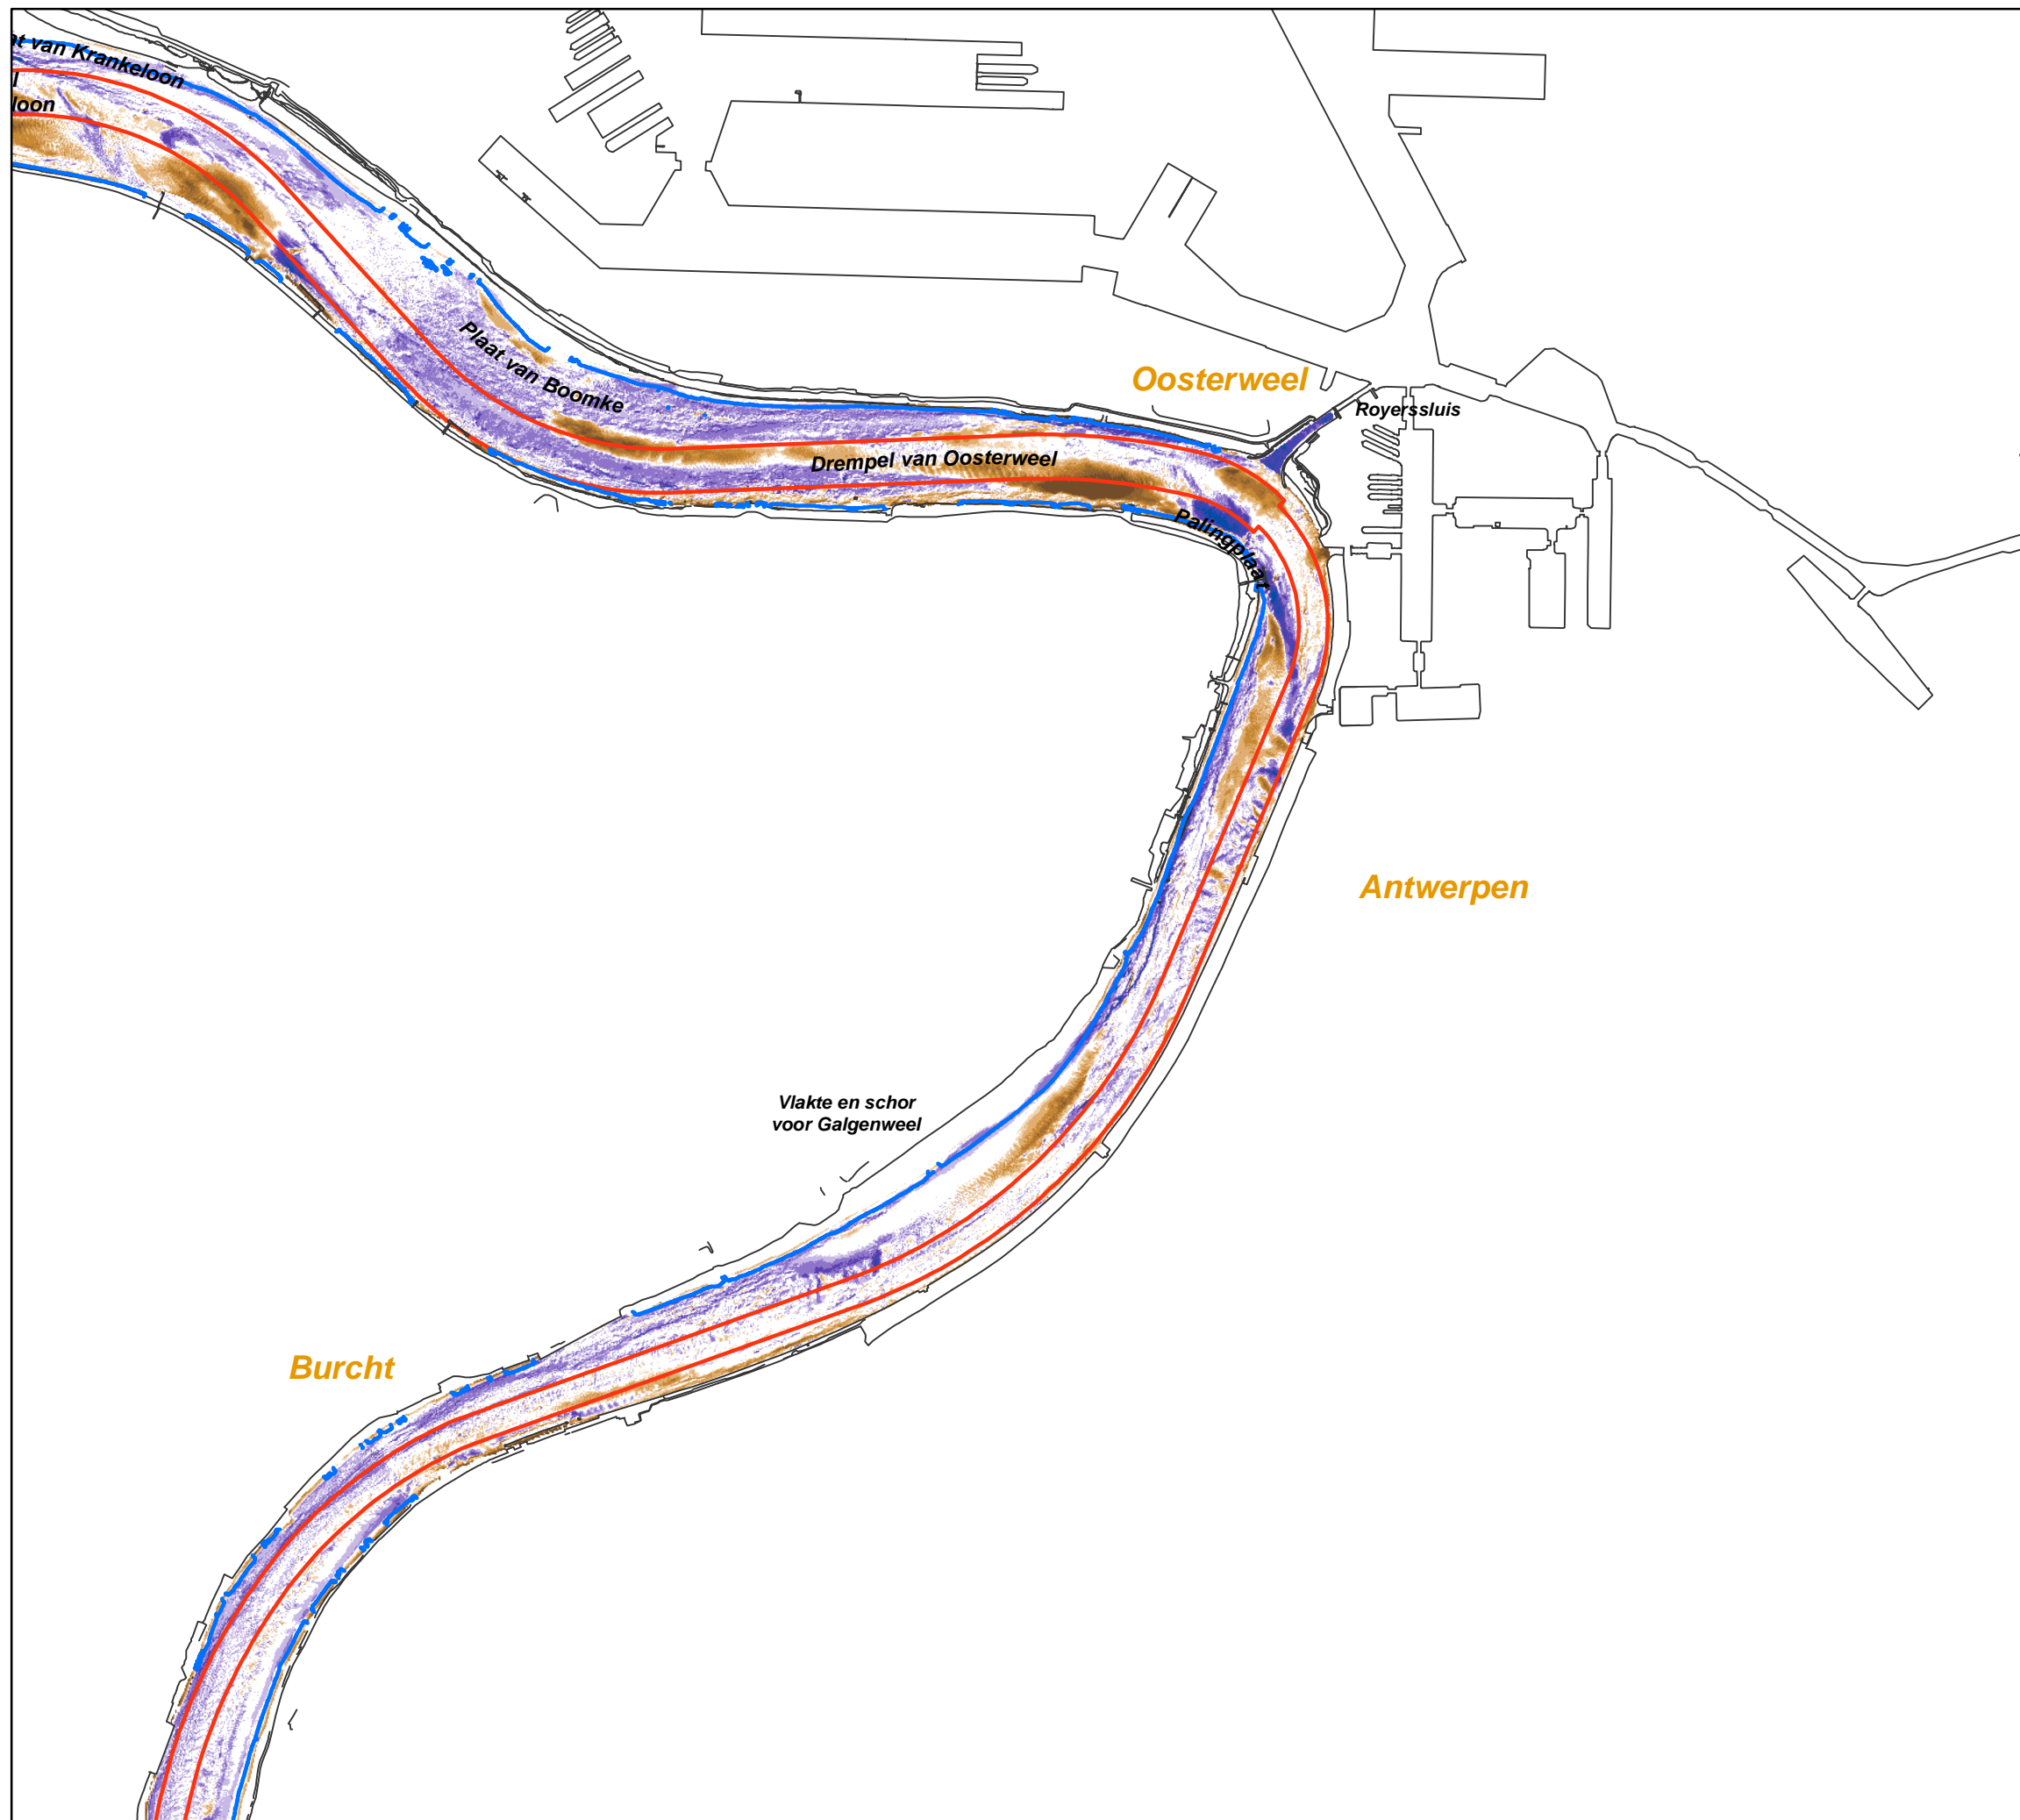 at van Krankeloon
l
loon
Plaat van Boomke
Oosterweel
Royerssluis
Drempel van Oosterweel
Palingplaat
Antwerpen
Vlakte en schor
voor Galgenweel
Burcht